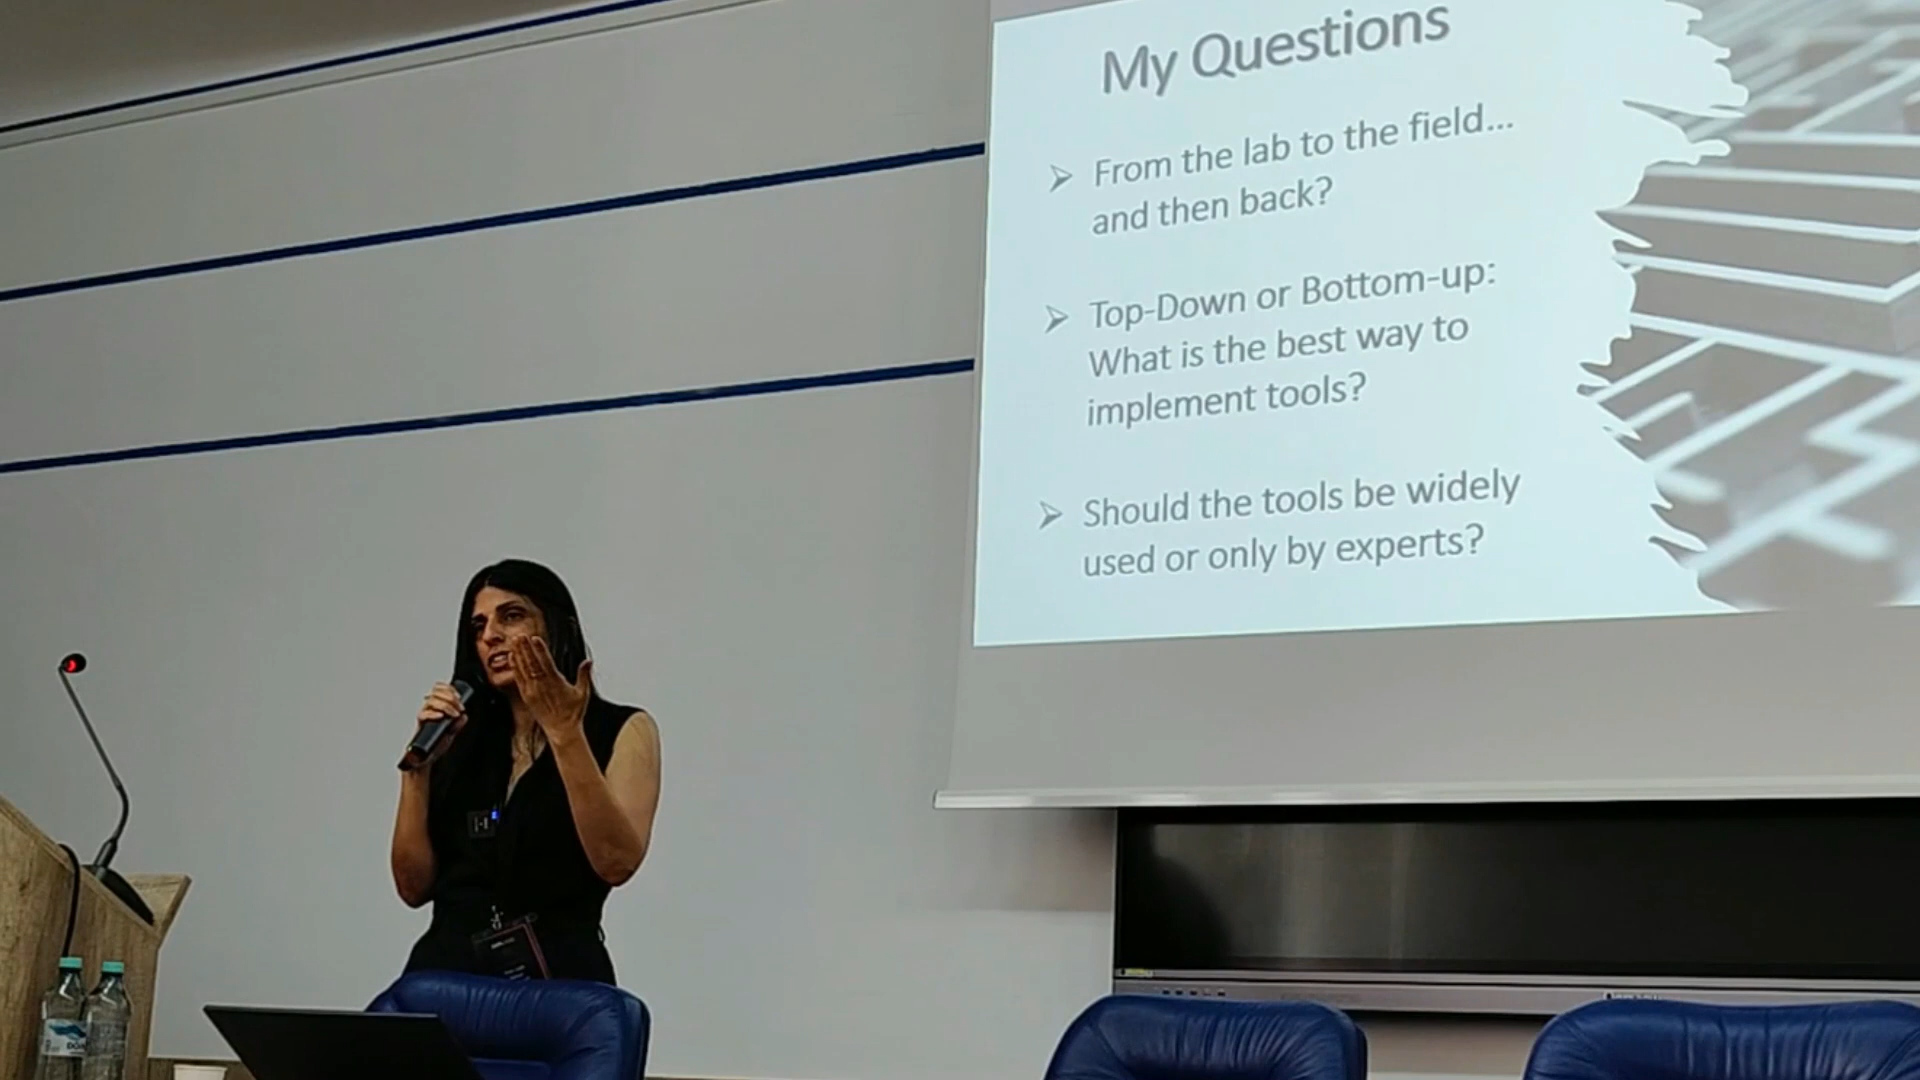 My Questions
From the lab to the field...
and then back?
Top-Down or Bottom-up:
What is the best way to
implement tools?
Should the tools be widely
used or only by experts?